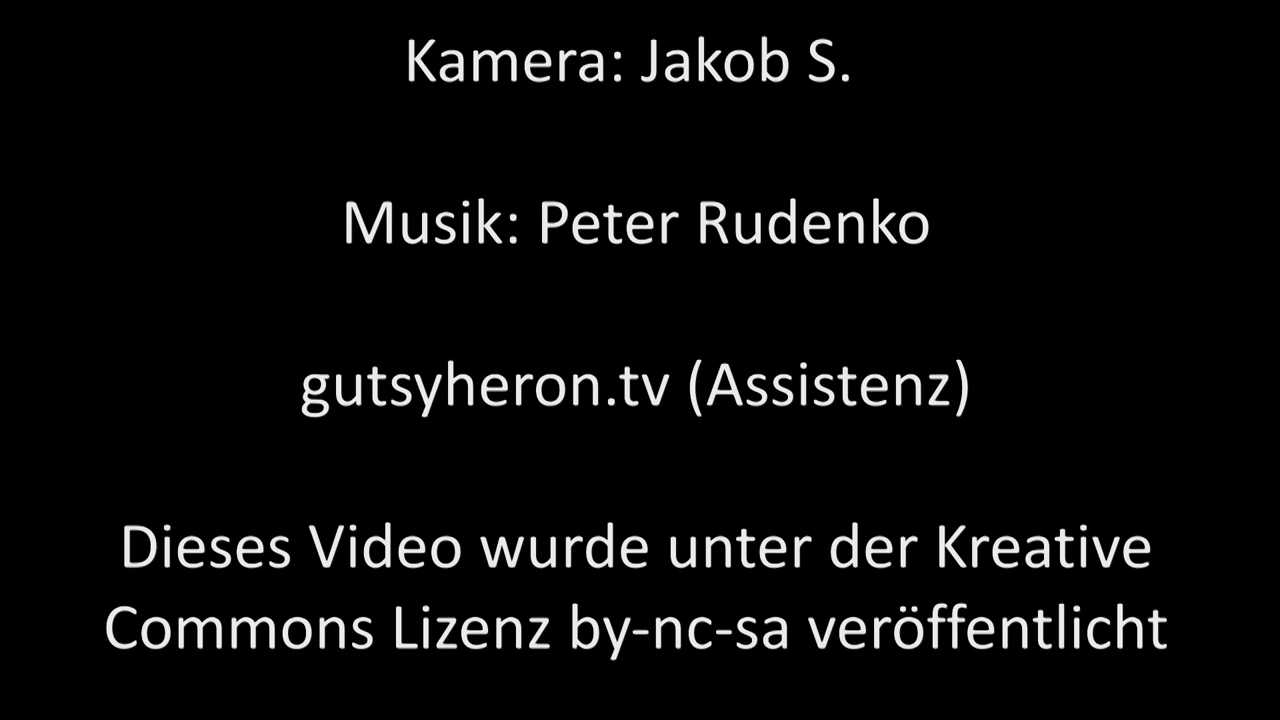 Kamera: Jakob S.
Musik: Peter Rudenko
gutsyheron.tv (Assistenz)
Dieses Video wurde unter der Kreative
Commons Lizenz by-nc-sa veröffentlicht